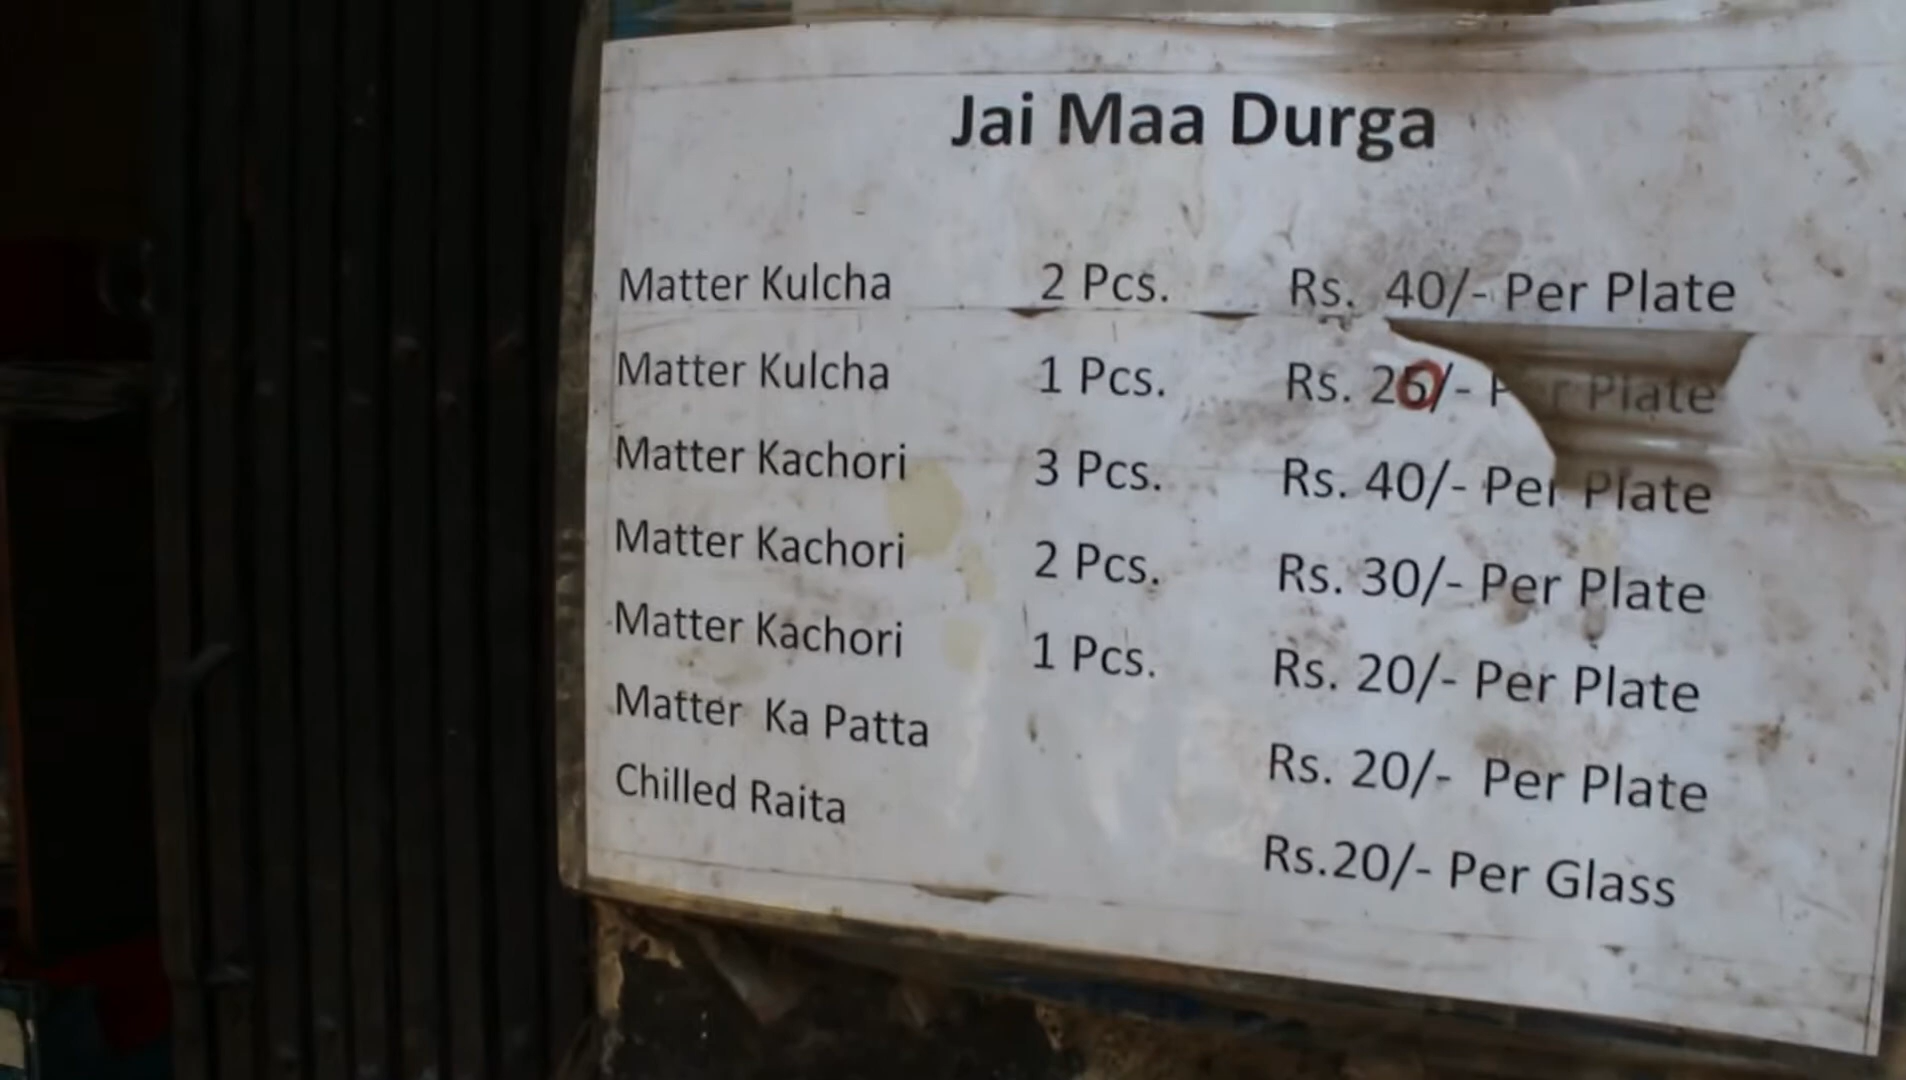 Jai Maa Durga
Matter Kulcha 2 Pcs. Rs. 40/- Per Plate
Matter Kulcha 1 Pcs. Rs. /- Per Plate
Matter Kachori 3 Pcs. Rs. 40/- Per Plate
Matter Kachori 2 Pcs. Rs. 30/- Per Plate
Matter Kachori 1 Pcs. Rs. 20/- Per Plate
Matter Ka Patta Rs. 20/- Per Plate
Chilled Raita Rs.20/- Per Glass